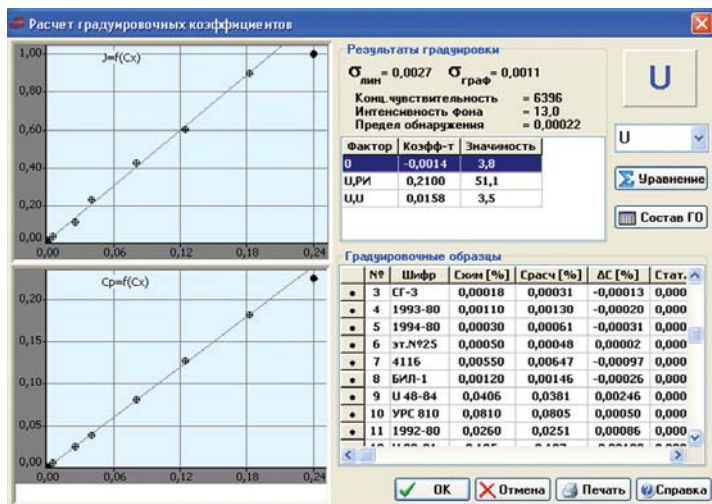 Расчет градуировочных коэффициентов
J=f(Cx)
1,00
0,80
0,60
0,40
0,20
0,00
0,00 0,06 0,12 0,18 0,24
Cp=f(Cx)
0,20
0,15
0,10
0,05
0,00
0,00 0,06 0,12 0,18 0,24
Результаты градуировки
σлин = 0,0027 σграф = 0,0011
Конц.чувствительность = 6396
Интенсивность Фона = 13,0
Предел обнаружения = 0,00022
Фактор Коэфф-т Значимость
0 -0,0014 3,8
U,РИ 0,2100 51,1
U,U 0,0158 3,5
U
U
Уравнение
Состав ГО
Градуировочные образцы
№ Шифр Схим [%] Срасч [%] ΔС [%] Стат.
3 СГ-3 0,00018 0,00031 -0,00013 0,000
4 1993-80 0,00110 0,00130 -0,00020 0,000
5 1994-80 0,00030 0,00061 -0,00031 0,000
6 эт.№25 0,00050 0,00048 0,00002 0,000
7 4116 0,00550 0,00647 -0,00097 0,000
8 БИЛ-1 0,00120 0,00146 -0,00026 0,000
9 U 48-84 0,0406 0,0381 0,00246 0,000
10 УРС 810 0,0810 0,0805 0,00050 0,000
11 1992-80 0,0260 0,0251 0,00086 0,000
OK Отмена Печать Справка